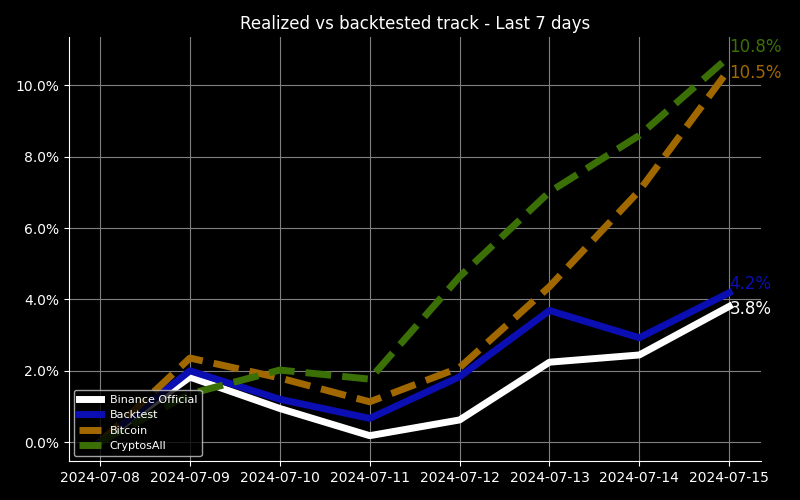 Realized vs backtested track - Last 7 days
10.8%
10.5%
10.0%
8.0%
6.0%
4.0%
4.2%
3.8%
2.0%
0.0%
Binance Official
Backtest
Bitcoin
CryptosAll
2024-07-08 2024-07-09 2024-07-10 2024-07-11 2024-07-12 2024-07-13 2024-07-14 2024-07-15